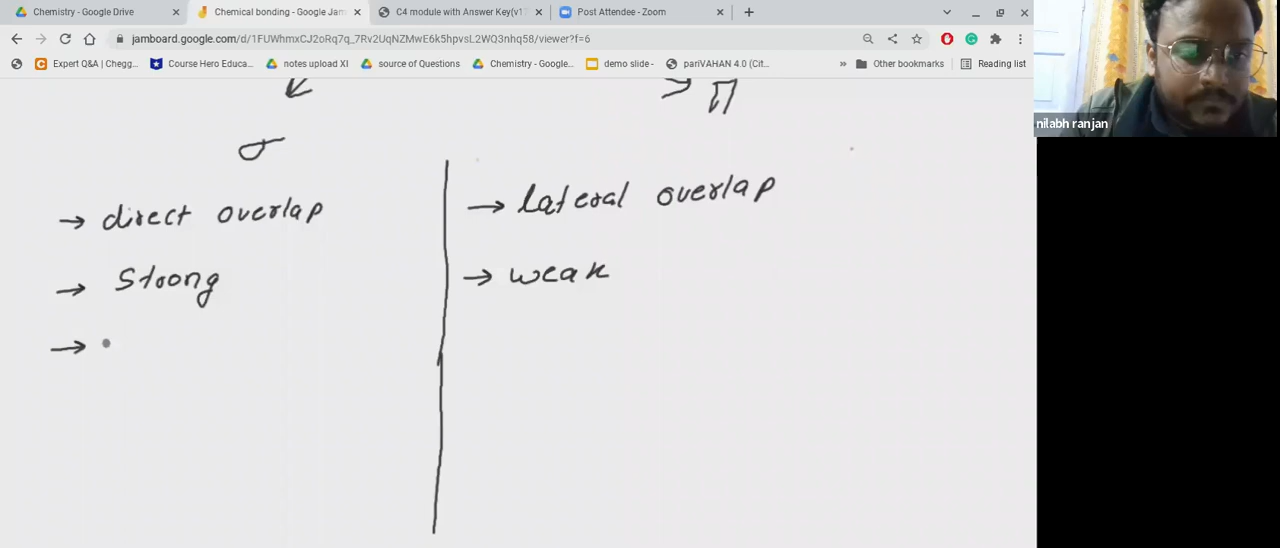 Chemistry - Google Drive
Chemical bonding - Google Jam
C4 module with Answer Key(v1
Post Attendee - Zoom
jamboard.google.com/d/1FUWhmxCJ2oRq7q_7Rv2UqNZMwE6k5hpvsL2WQ3nhq58/viewer?f=6
Expert Q&A | Chegg...
Course Hero Educa...
notes upload XI
source of Questions
Chemistry - Google...
demo slide -
pariVAHAN 4.0 (Cit...
» Other bookmarks
Reading list
nilabh ranjan
σ
π
→ direct overlap
→ lateral overlap
→ Strong
→ weak
→